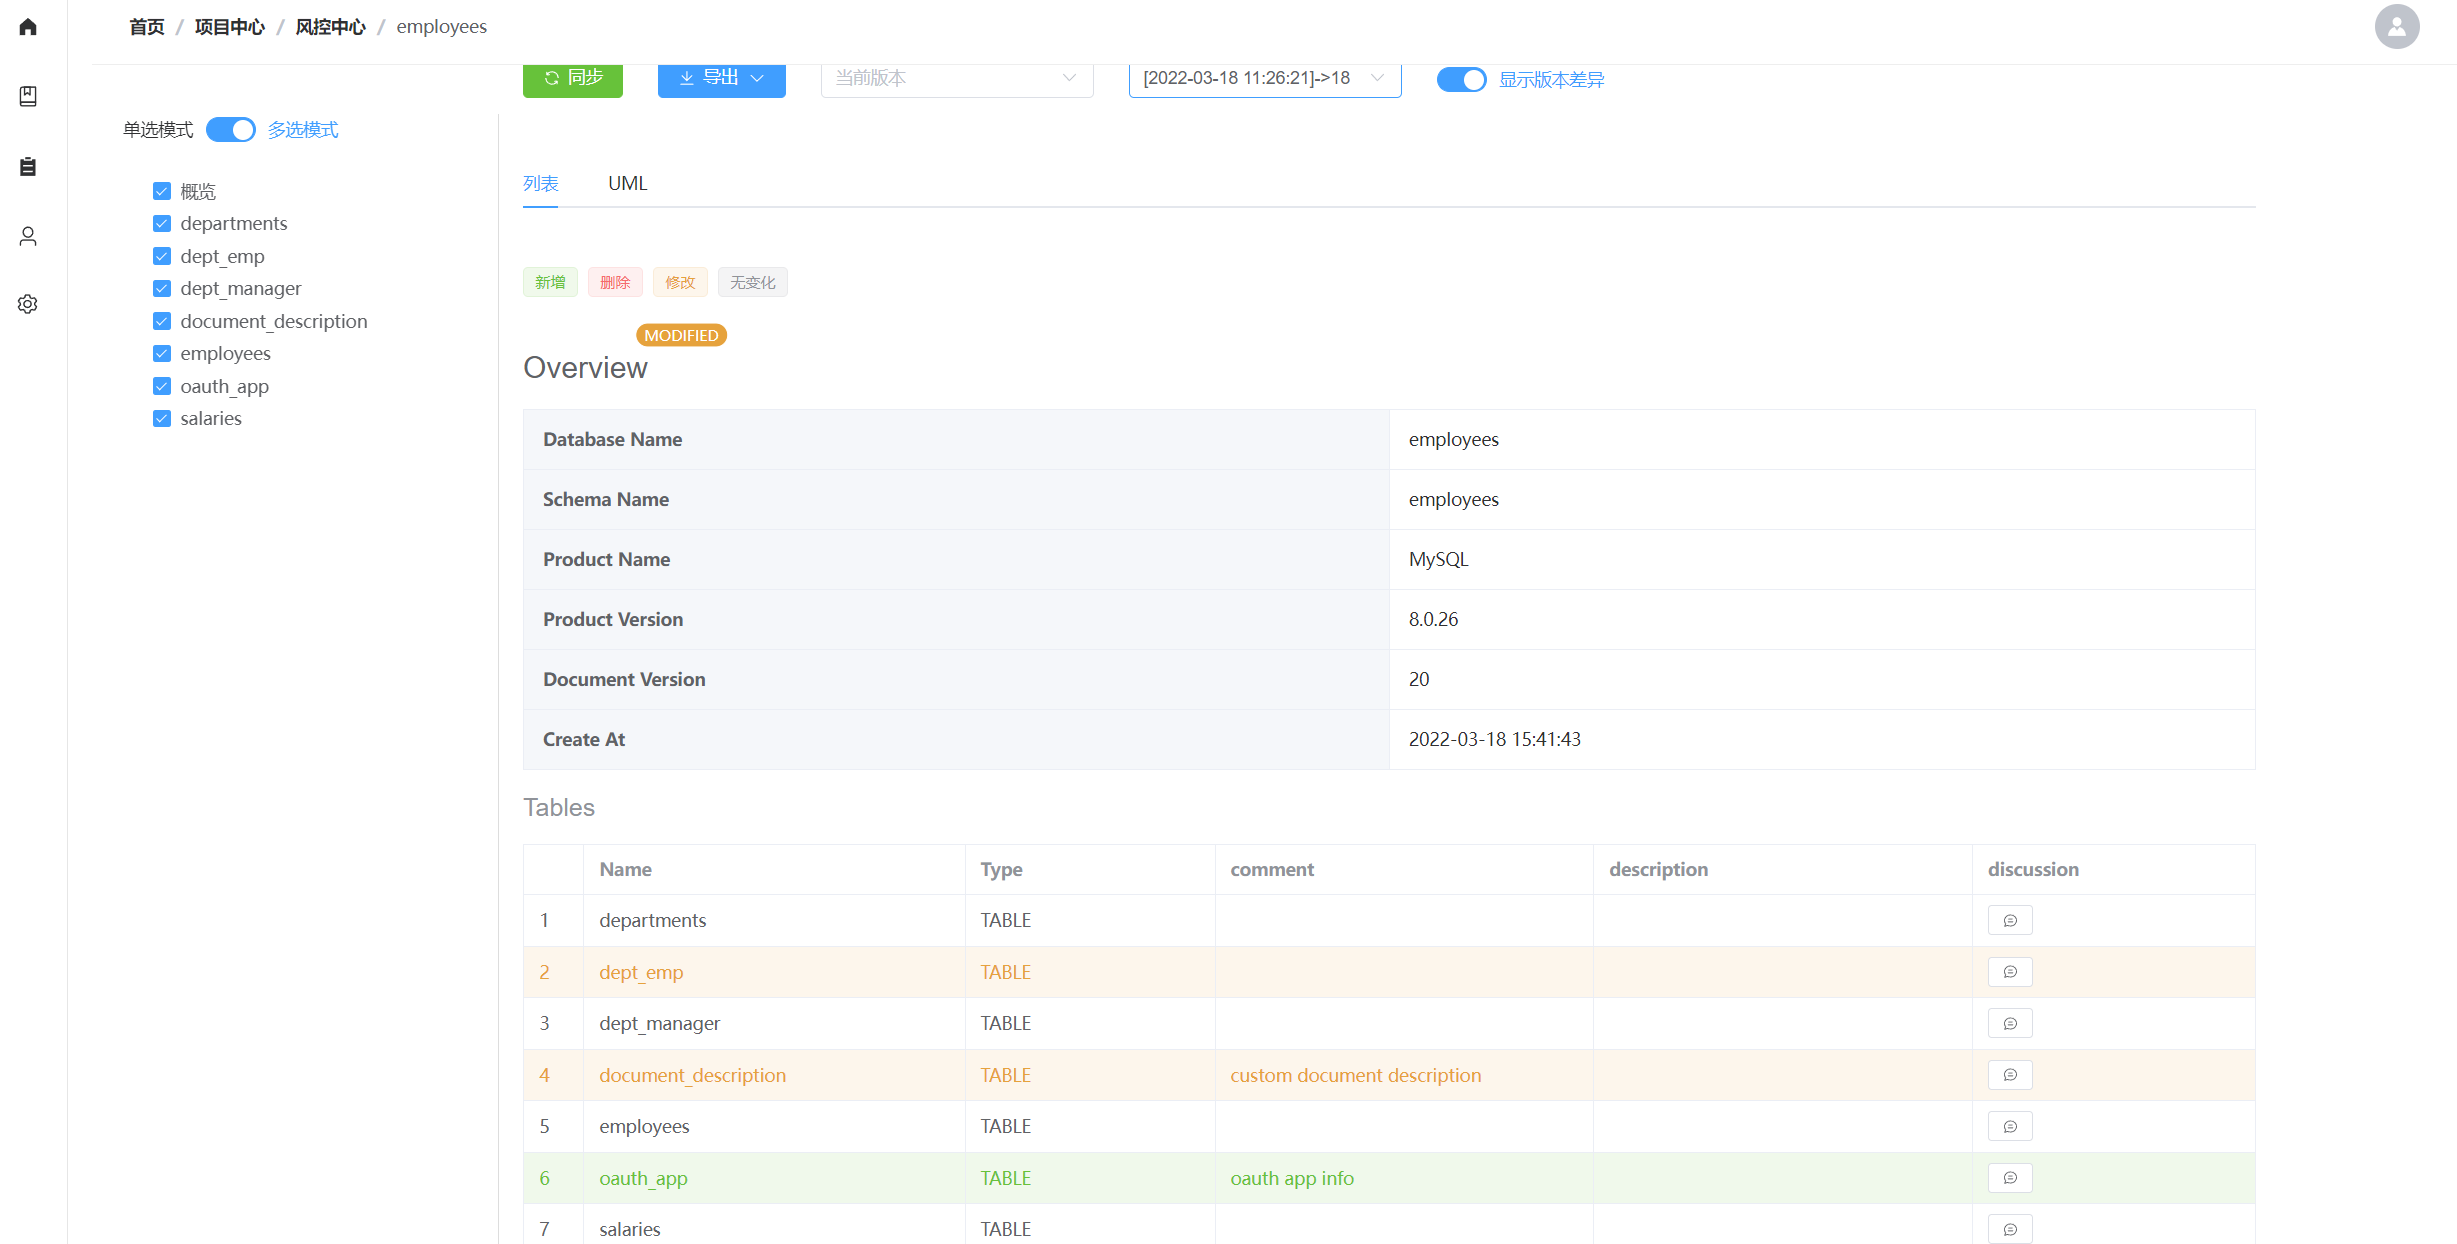 首页 / 项目中心 / 风控中心 / employees
同步 导出 当前版本 [2022-03-18 11:26:21]->18 显示版本差异
单选模式 多选模式
概览
departments
dept_emp
dept_manager
document_description
employees
oauth_app
salaries
列表 UML
新增 删除 修改 无变化
MODIFIED
Overview
Database Name employees
Schema Name employees
Product Name MySQL
Product Version 8.0.26
Document Version 20
Create At 2022-03-18 15:41:43
Tables
Name Type comment description discussion
1 departments TABLE
2 dept_emp TABLE
3 dept_manager TABLE
4 document_description TABLE custom document description
5 employees TABLE
6 oauth_app TABLE oauth app info
7 salaries TABLE